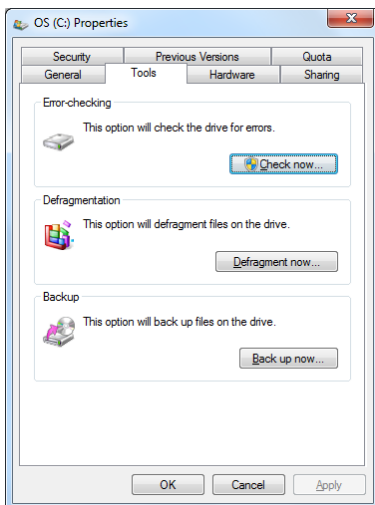 OS (C:) Properties
Security Previous Versions Quota
General Tools Hardware Sharing
Error-checking
This option will check the drive for errors.
Check now...
Defragmentation
This option will defragment files on the drive.
Defragment now...
Backup
This option will back up files on the drive.
Back up now...
OK Cancel Apply